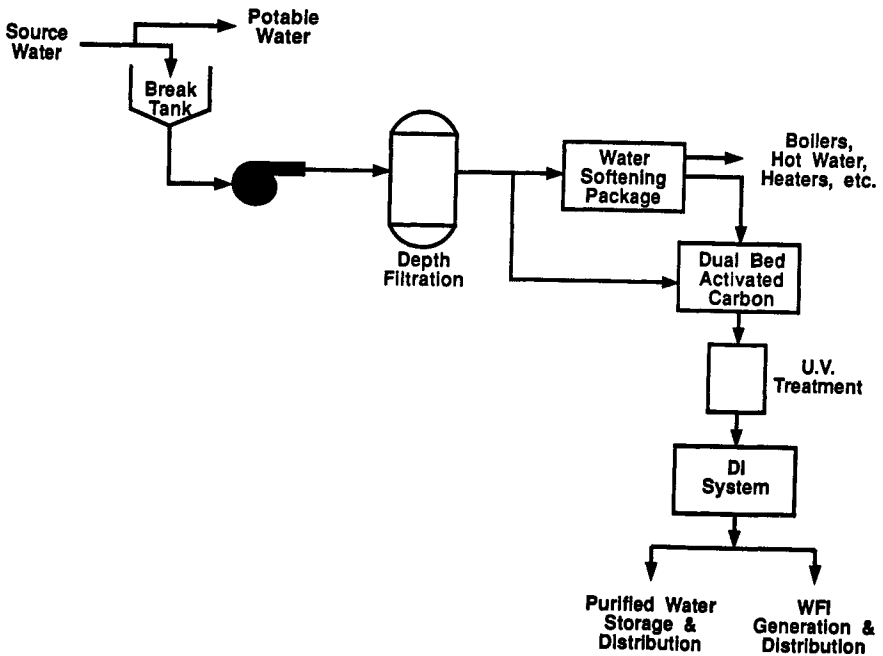 Source
Water
Potable
Water
Break
Tank
Depth
Filtration
Water
Softening
Package
Boilers,
Hot Water,
Heaters, etc.
Dual Bed
Activated
Carbon
U.V.
Treatment
DI
System
Purified Water
Storage &
Distribution
WFI
Generation &
Distribution